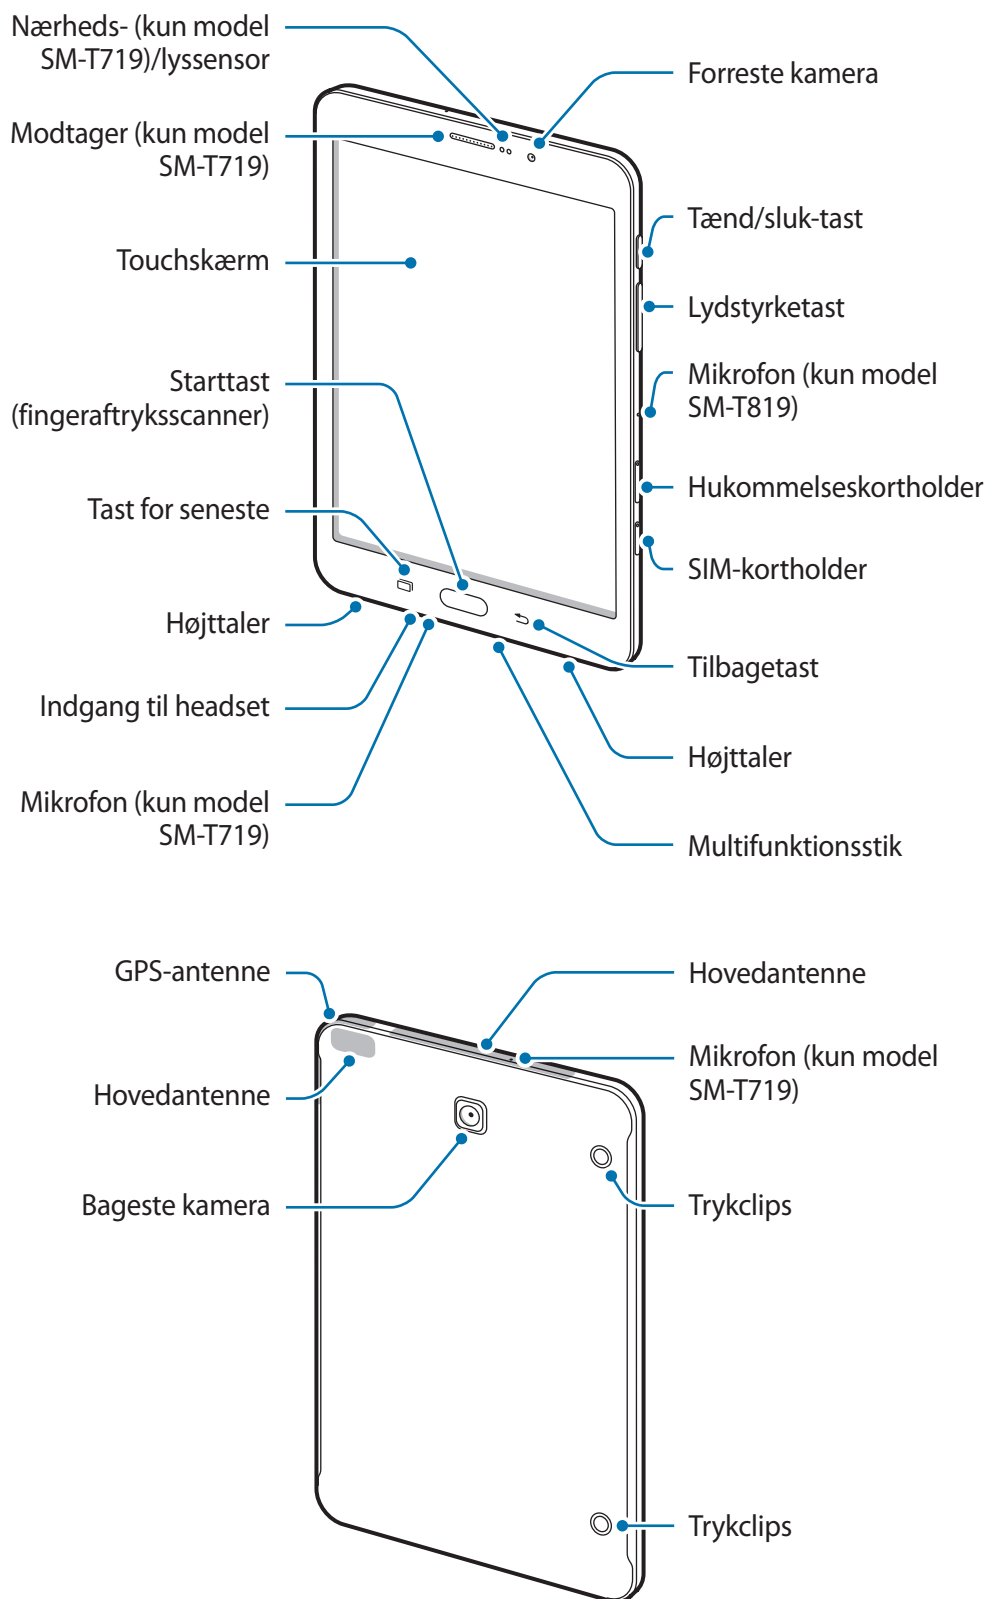 Nærheds- (kun model
SM-T719)/lyssensor
Modtager (kun model
SM-T719)
Touchskærm
Starttast
(fingeraftryksscanner)
Tast for seneste
Højttaler
Indgang til headset
Mikrofon (kun model
SM-T719)
Forreste kamera
Tænd/sluk-tast
Lydstyrketast
Mikrofon (kun model
SM-T819)
Hukommelseskortholder
SIM-kortholder
Tilbagetast
Højttaler
Multifunktionsstik
GPS-antenne
Hovedantenne
Bageste kamera
Hovedantenne
Mikrofon (kun model
SM-T719)
Trykclips
Trykclips